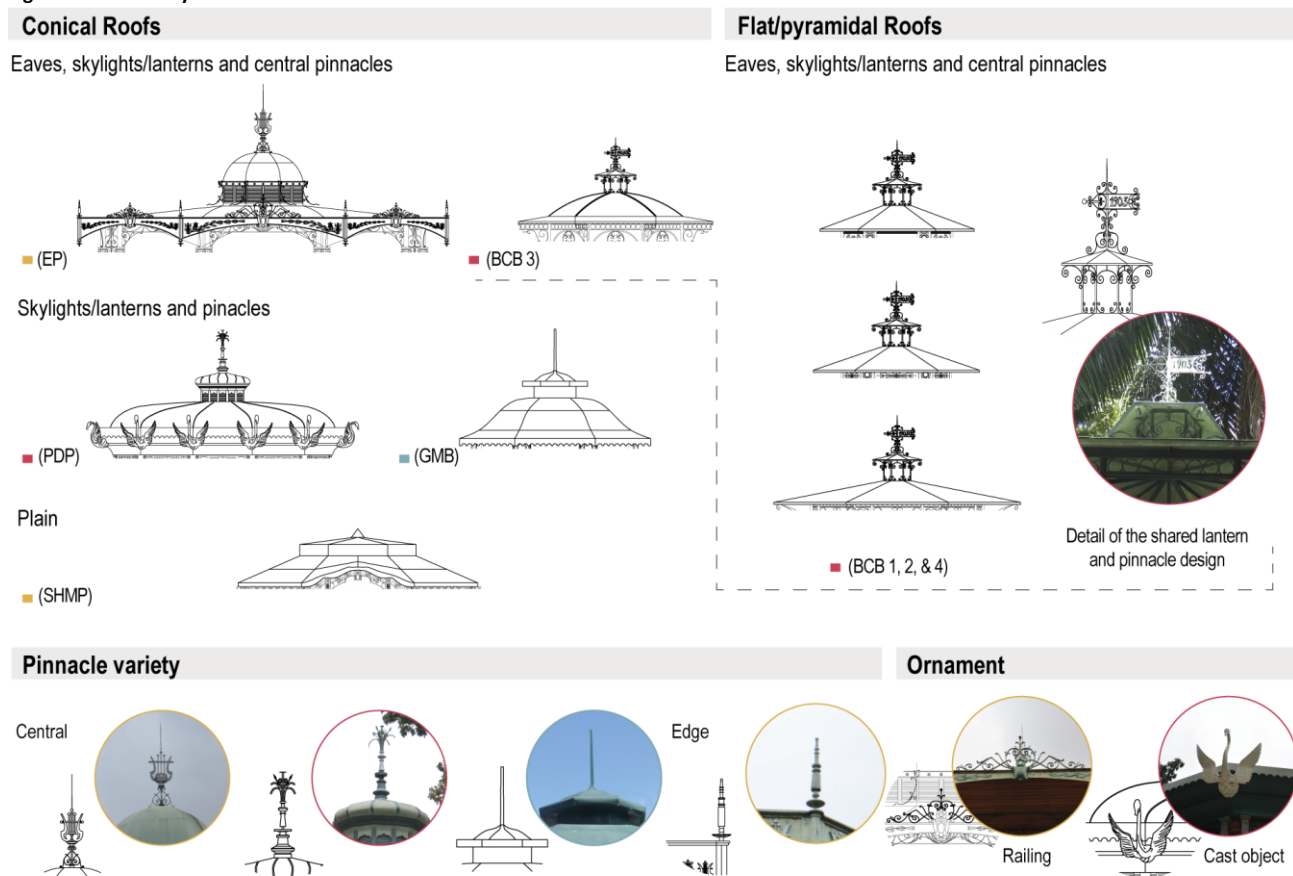 Conical Roofs
Flat/pyramidal Roofs
Eaves, skylights/lanterns and central pinnacles
Eaves, skylights/lanterns and central pinnacles
1903
(EP)
(BCB 3)
Skylights/lanterns and pinacles
1903
(PDP)
(GMB)
Plain
Detail of the shared lantern
and pinnacle design
(BCB 1, 2, & 4)
(SHMP)
Pinnacle variety
Ornament
Central
Edge
Railing
Cast object